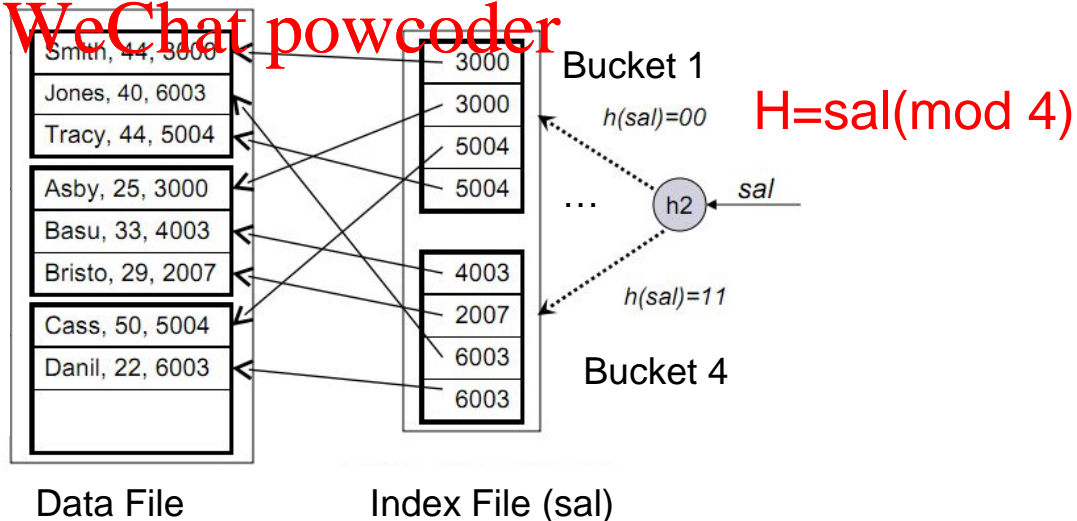 WeChat powcoder
Smith, 44, 3000
Jones, 40, 6003
Tracy, 44, 5004
Asby, 25, 3000
Basu, 33, 4003
Bristo, 29, 2007
Cass, 50, 5004
Danil, 22, 6003
3000
3000
5004
5004
4003
2007
6003
6003
Bucket 1
h(sal)=00
H=sal(mod 4)
...
h2
sal
h(sal)=11
Bucket 4
Data File
Index File (sal)